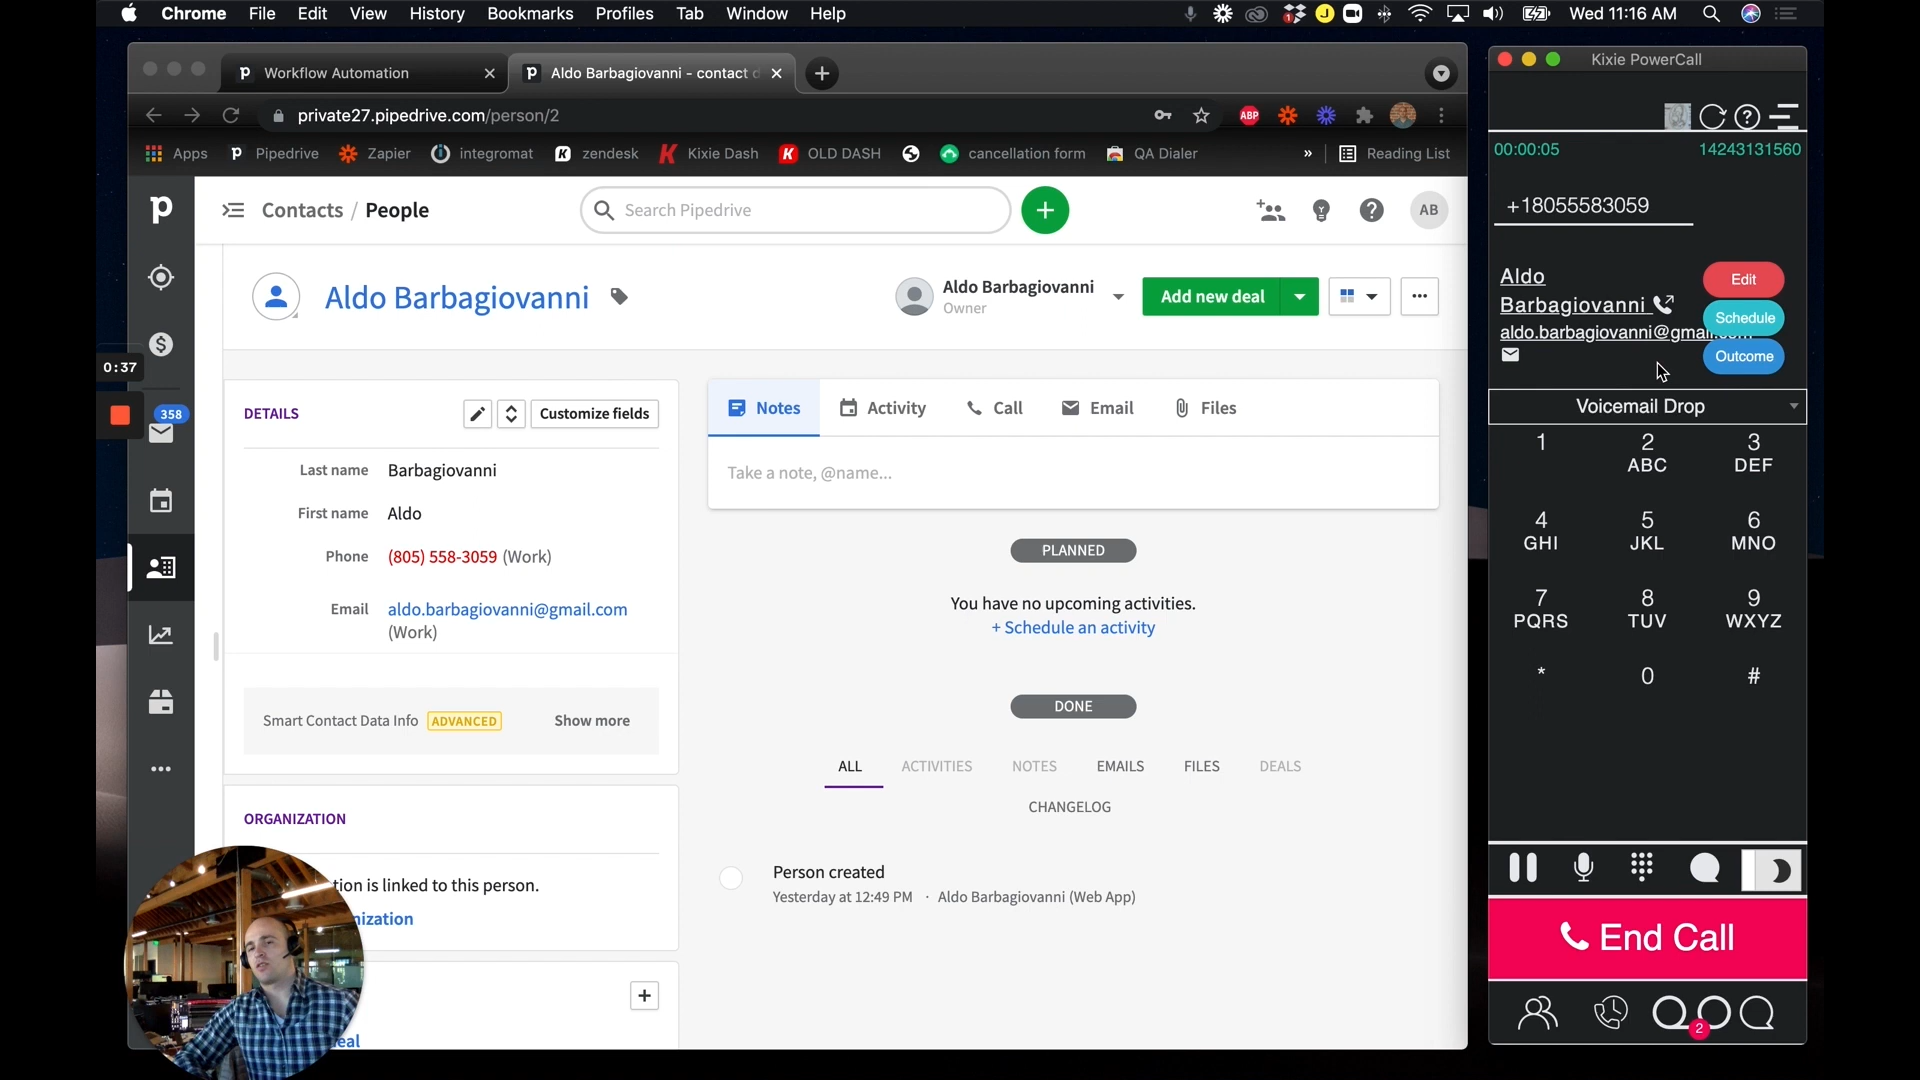 Chrome File Edit View History Bookmarks Profiles Tab Window Help
1 J
Wed 11:16 AM
Workflow Automation
Aldo Barbagiovanni - contact d
Kixie PowerCall
private27.pipedrive.com/person/2
ABP
Apps Pipedrive Zapier integromat zendesk Kixie Dash OLD DASH cancellation form QA Dialer » Reading List
00:00:05 14243131560
Contacts / People
Search Pipedrive
AB
+18055583059
Aldo Barbagiovanni
Aldo Barbagiovanni
Owner
Add new deal
Aldo
Barbagiovanni
aldo.barbagiovanni@gmail.com
Edit
Schedule
Outcome
0:37
358
DETAILS
Customize fields
Notes Activity Call Email Files
Voicemail Drop
Last name Barbagiovanni
First name Aldo
Phone (805) 558-3059 (Work)
Email aldo.barbagiovanni@gmail.com
(Work)
Take a note, @name...
1 2 3
ABC DEF
4 5 6
GHI JKL MNO
7 8 9
PQRS TUV WXYZ
* 0 #
PLANNED
You have no upcoming activities.
+ Schedule an activity
Smart Contact Data Info ADVANCED Show more
DONE
ALL ACTIVITIES NOTES EMAILS FILES DEALS
CHANGELOG
ORGANIZATION
Person created
Yesterday at 12:49 PM · Aldo Barbagiovanni (Web App)
tion is linked to this person.
nization
eal
End Call
2